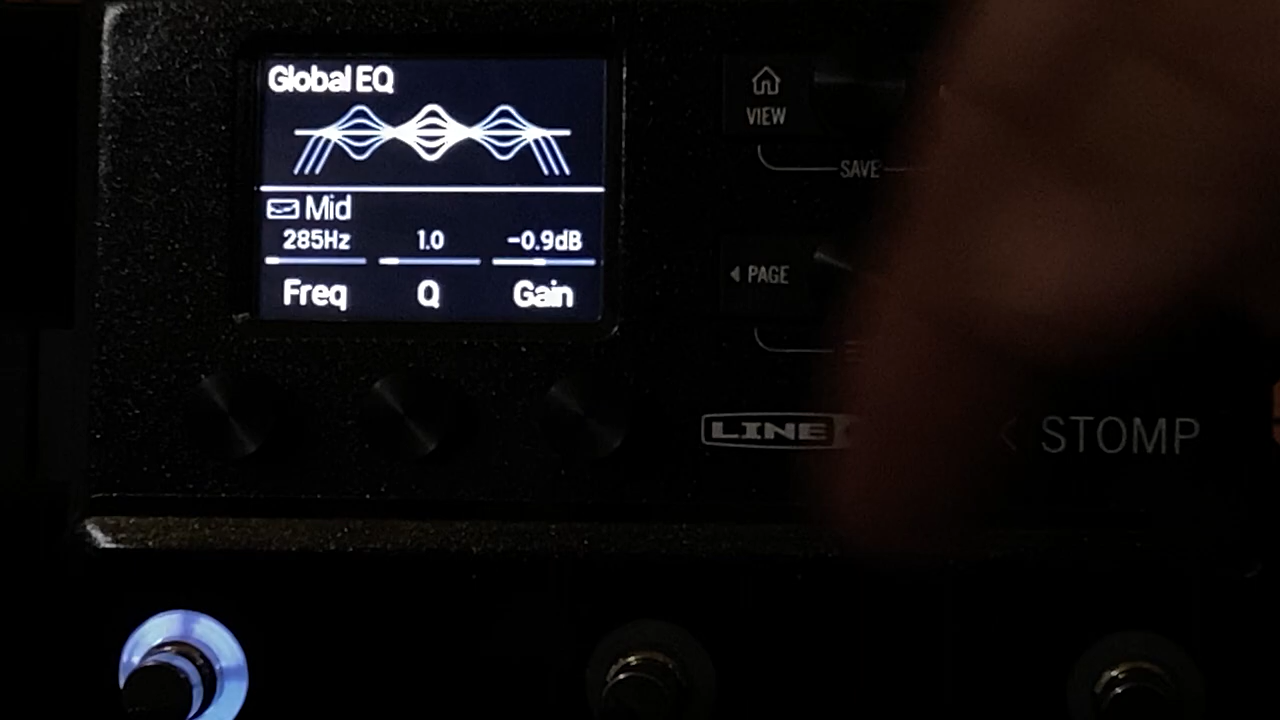 Global EQ
Mid
285Hz 1.0 -0.9dB
Freq Q Gain
VIEW
SAVE
PAGE
LINE
STOMP